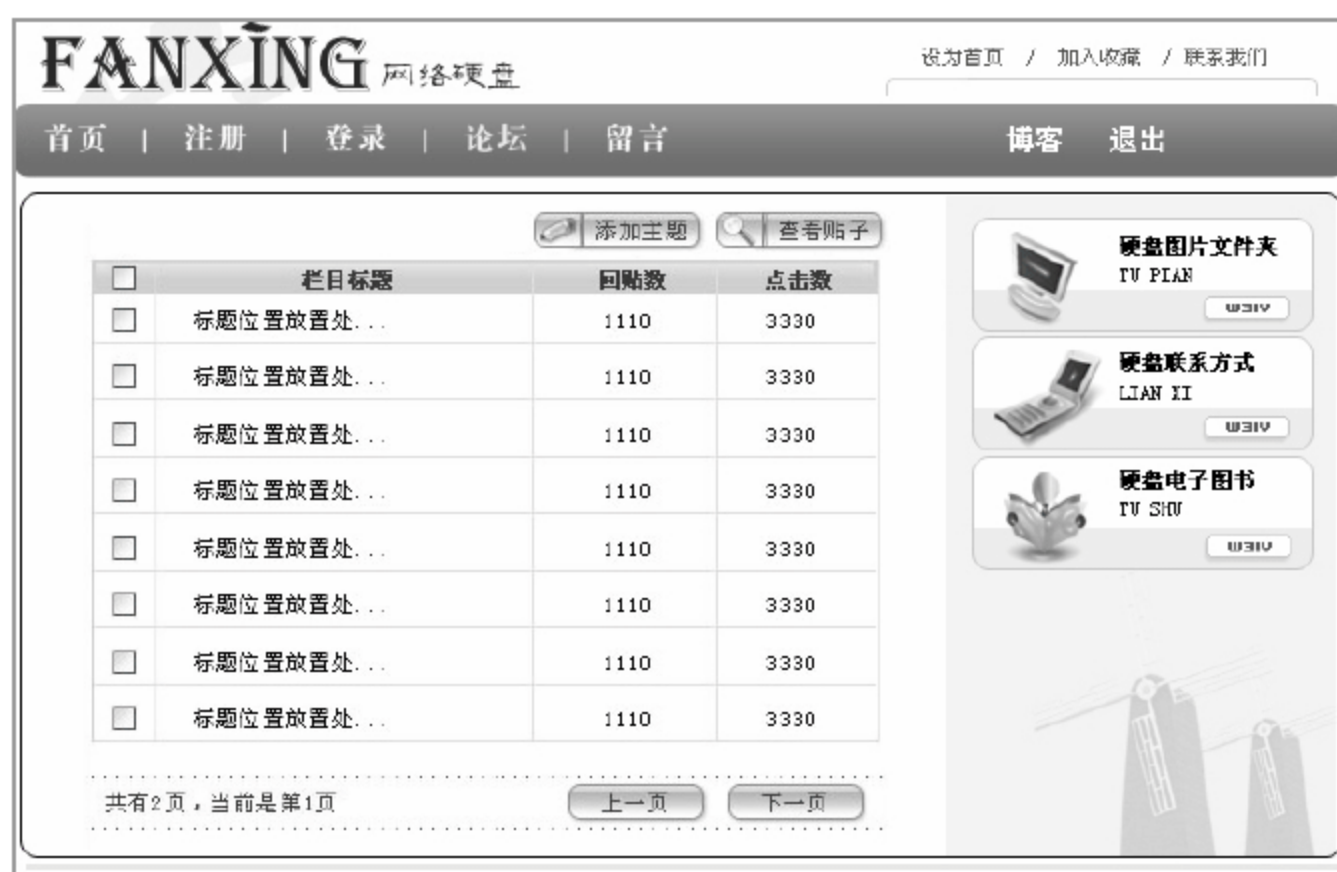 FANXING 网络硬盘
设为首页 / 加入收藏 / 联系我们
首页 | 注册 | 登录 | 论坛 | 留言 博客 退出
添加主题 查看贴子
栏目标题 回贴数 点击数
标题位置放置处... 1110 3330
标题位置放置处... 1110 3330
标题位置放置处... 1110 3330
标题位置放置处... 1110 3330
标题位置放置处... 1110 3330
标题位置放置处... 1110 3330
标题位置放置处... 1110 3330
标题位置放置处... 1110 3330
共有2页，当前是第1页 上一页 下一页
硬盘图片文件夹
TU PIAN
WEIV
硬盘联系方式
LIAN XI
WEIV
硬盘电子图书
TU SHU
WEIV